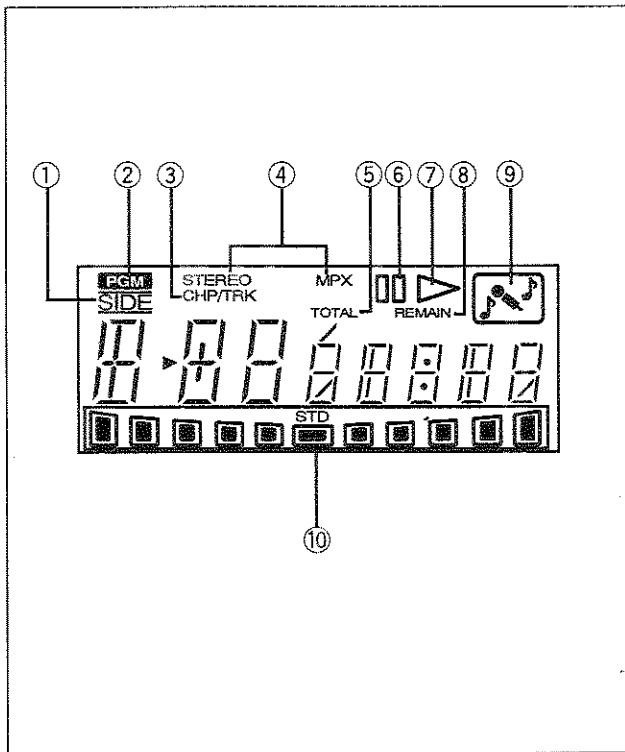 ① ② ③ ④ ⑤ ⑥ ⑦ ⑧ ⑨
PGM STEREO MPX
SIDE CHP/TRK
TOTAL REMAIN
STD
⑩